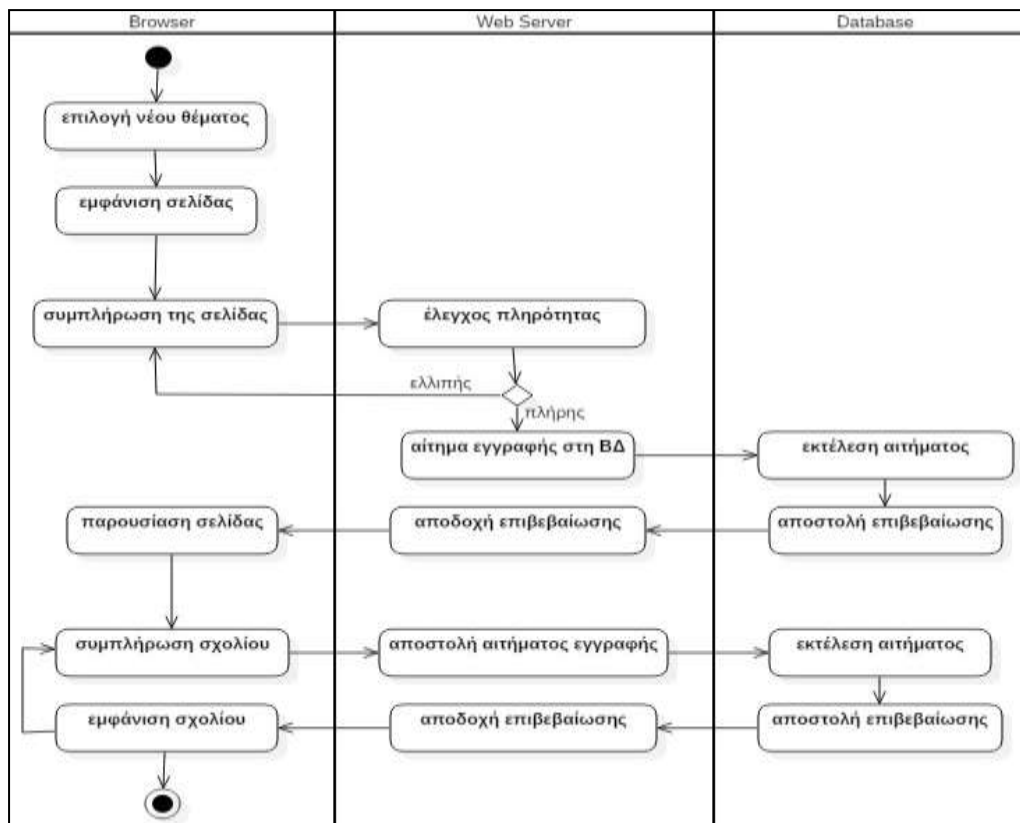 Browser
Web Server
Database
επιλογή νέου θέματος
εμφάνιση σελίδας
συμπλήρωση της σελίδας
έλεγχος πληρότητας
ελλιπής
πλήρης
αίτημα εγγραφής στη ΒΔ
εκτέλεση αιτήματος
παρουσίαση σελίδας
αποδοχή επιβεβαίωσης
αποστολή επιβεβαίωσης
συμπλήρωση σχολίου
αποστολή αιτήματος εγγραφής
εκτέλεση αιτήματος
εμφάνιση σχολίου
αποδοχή επιβεβαίωσης
αποστολή επιβεβαίωσης